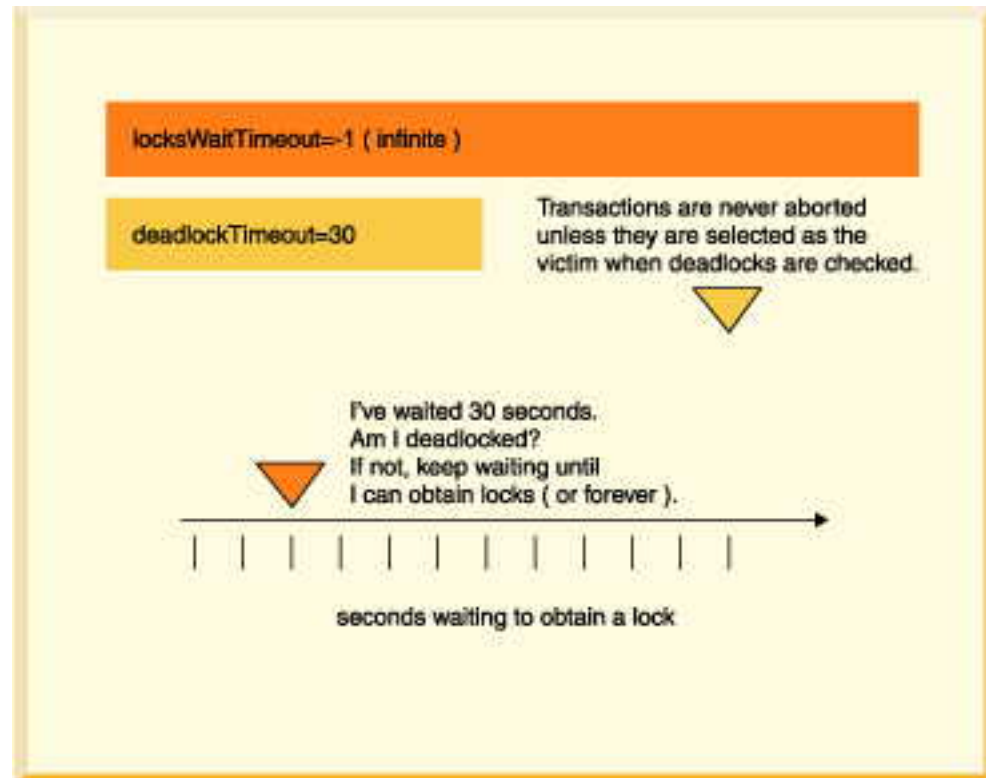 locksWaitTimeout=-1 ( infinite )
deadlockTimeout=30
Transactions are never aborted
unless they are selected as the
victim when deadlocks are checked.
I've waited 30 seconds.
Am I deadlocked?
If not, keep waiting until
I can obtain locks ( or forever ).
seconds waiting to obtain a lock